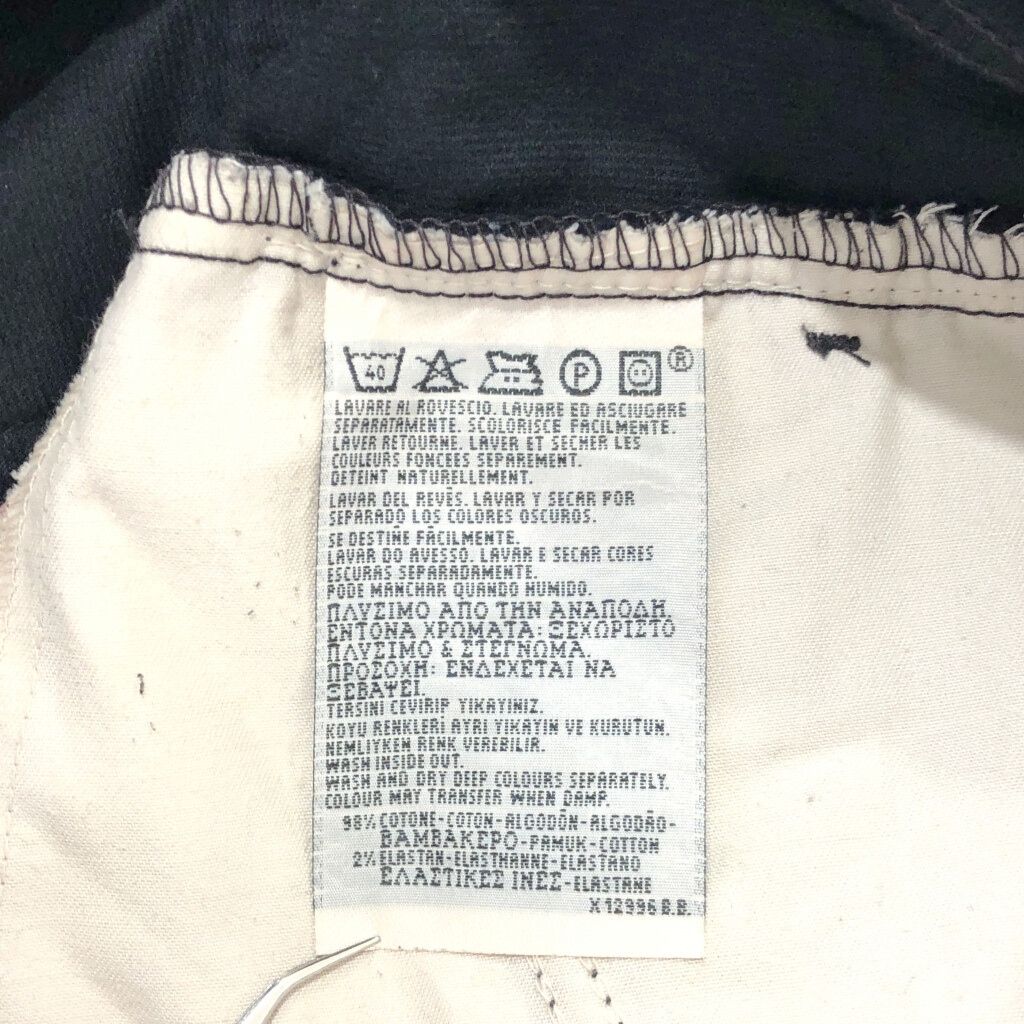 40 P ®
LAVARE AL ROVESCIO. LAVARE ED ASCIUGARE
SEPARATAMENTE. SCOLORISCE FACILMENTE.
LAVER RETOURNE. LAVER ET SECHER LES
COULEURS FONCEES SEPAREMENT.
DETEINT NATURELLEMENT.
LAVAR DEL REVÉS. LAVAR Y SECAR POR
SEPARADO LOS COLORES OSCUROS.
SE DESTIÑE FÁCILMENTE.
LAVAR DO AVESSO. LAVAR E SECAR CORES
ESCURAS SEPARADAMENTE.
PODE MANCHAR QUANDO HUMIDO.
ΠΛΥΣΙΜΟ ΑΠΟ ΤΗΝ ΑΝΑΠΟΔΗ.
ΕΝΤΟΝΑ ΧΡΩΜΑΤΑ: ΞΕΧΩΡΙΣΤΟ
ΠΛΥΣΙΜΟ & ΣΤΕΓΝΩΜΑ.
ΠΡΟΣΟΧΗ: ΕΝΔΕΧΕΤΑΙ ΝΑ
ΞΕΒΑΨΕΙ.
TERSINI CEVIRIP YIKAYINIZ.
KOYU RENKLERİ AYRI YIKAYIN VE KURUTUN.
NEMLIYKEN RENK VEREBILIR.
WASH INSIDE OUT.
WASH AND DRY DEEP COLOURS SEPARATELY.
COLOUR MAY TRANSFER WHEN DAMP.
98% COTONE-COTON-ALGODÓN-ALGODÃO-
ΒΑΜΒΑΚΕΡΟ-PAMUK-COTTON
2% ELASTAN-ELASTHANNE-ELASTANO
ΕΛΑΣΤΙΚΕΣ ΙΝΕΣ-ELASTANE
X12996 B.B.